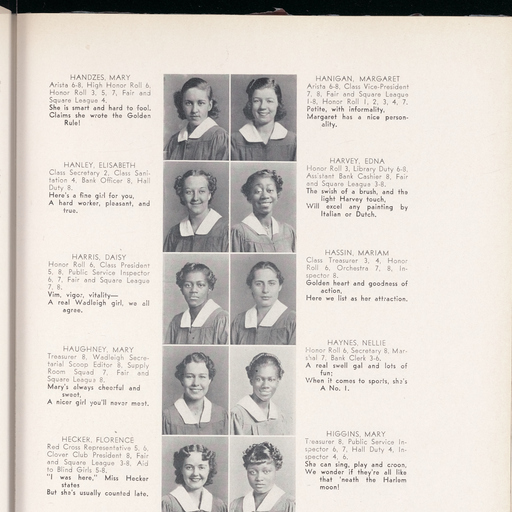 HANDZES, MARY
Arista 6-8, High Honor Roll 6,
Honor Roll 3, 5, 7, Fair and
Square League 4.
She is smart and hard to fool,
Claims she wrote the Golden
Rule!
HANLEY, ELISABETH
Class Secretary 2, Class Sani-
tation 4, Bank Officer 8, Hall
Duty 8.
Here's a fine girl for you,
A hard worker, pleasant, and
true.
HARRIS, DAISY
Honor Roll 6, Class President
5, 8, Public Service Inspector
6, 7, Fair and Square League
7, 8.
Vim, vigor, vitality—
A real Wadleigh girl, we all
agree.
HAUGHNEY, MARY
Treasurer 8, Wadleigh Secre-
tarial Scoop Editor 8, Supply
Room Squad 7, Fair and
Square League 8.
Mary's always cheerful and
sweet,
A nicer girl you'll never meet.
HECKER, FLORENCE
Red Cross Representative 5, 6,
Clover Club President 8, Fair
and Square League 3-8, Aid
to Blind Girls 5-8.
"I was here," Miss Hecker
states
But she's usually counted late.
HANIGAN, MARGARET
Arista 6-8, Class Vice-President
7, 8, Fair and Square League
1-8, Honor Roll 1, 2, 3, 4, 7.
Petite, with informality,
Margaret has a nice person-
ality.
HARVEY, EDNA
Honor Roll 3, Library Duty 6-8,
Assistant Bank Cashier 8, Fair
and Square League 3-8.
The swish of a brush, and the
light Harvey touch,
Will excel any painting by
Italian or Dutch.
HASSIN, MARIAM
Class Treasurer 3, 4, Honor
Roll 6, Orchestra 7, 8, In-
spector 8.
Golden heart and goodness of
action,
Here we list as her attraction.
HAYNES, NELLIE
Honor Roll 6, Secretary 8, Mar-
shal 7, Bank Clerk 3-6.
A real swell gal and lots of
fun;
When it comes to sports, she's
A No. 1.
HIGGINS, MARY
Treasurer 8, Public Service In-
spector 6, 7, Hall Duty 4, In-
spector 4, 6.
She can sing, play and croon,
We wonder if they're all like
that 'neath the Harlem
moon!